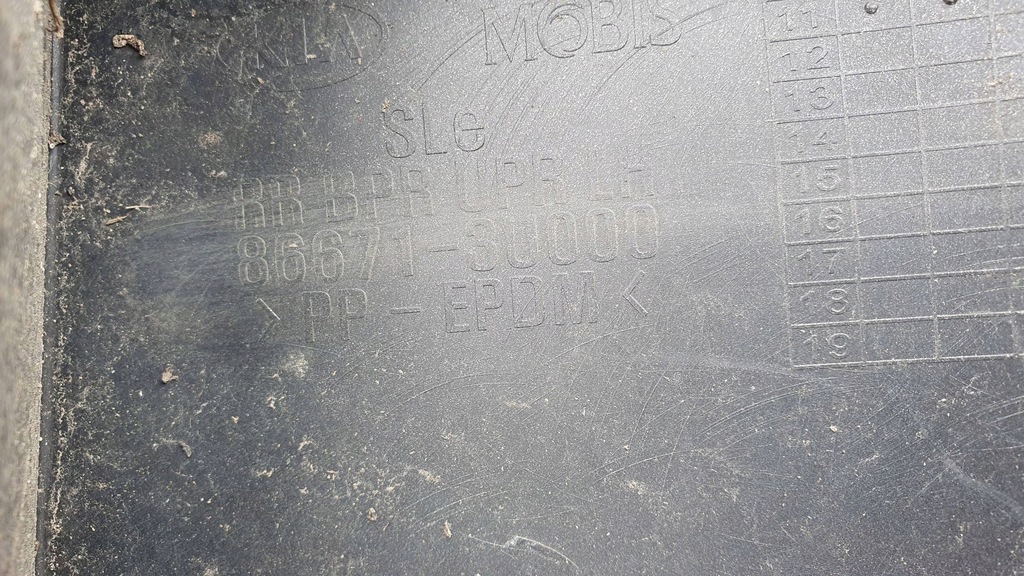 KIA MOBIS
SLG
RR BPR UPR
86671-3U000
>PP-EPDM<
11
12
13
14
15
16
17
18
19